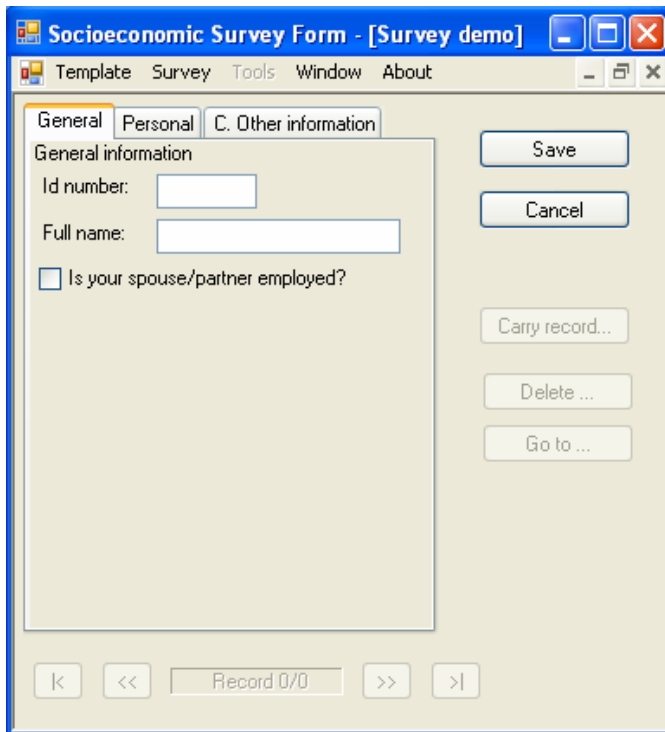 Socioeconomic Survey Form - [Survey demo]
Template Survey Tools Window About
General Personal C. Other information
General information
Id number:
Full name:
Is your spouse/partner employed?
Save
Cancel
Carry record...
Delete ...
Go to ...
|< << Record 0/0 >> >|